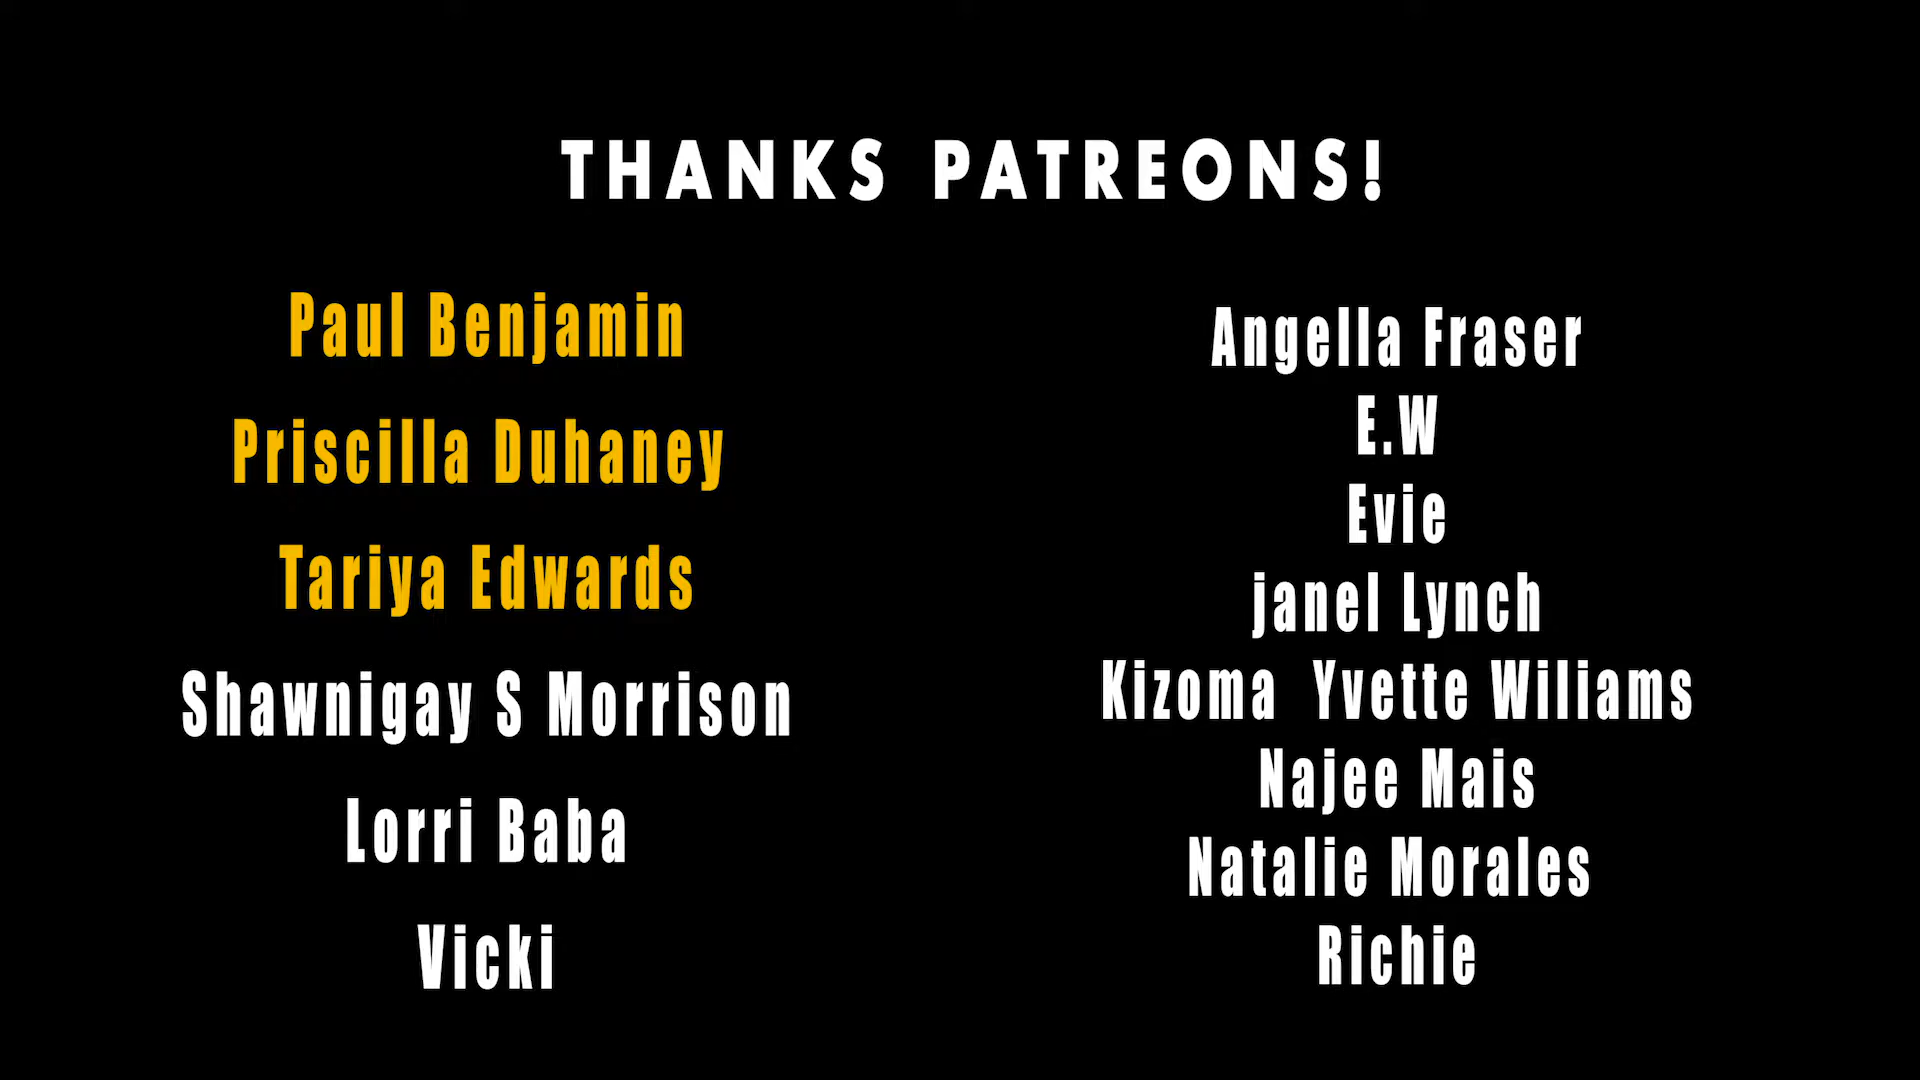 THANKS PATREONS!
Paul Benjamin
Priscilla Duhaney
Tariya Edwards
Shawnigay S Morrison
Lorri Baba
Vicki
Angella Fraser
E.W
Evie
janel Lynch
Kizoma  Yvette Wiliams
Najee Mais
Natalie Morales
Richie